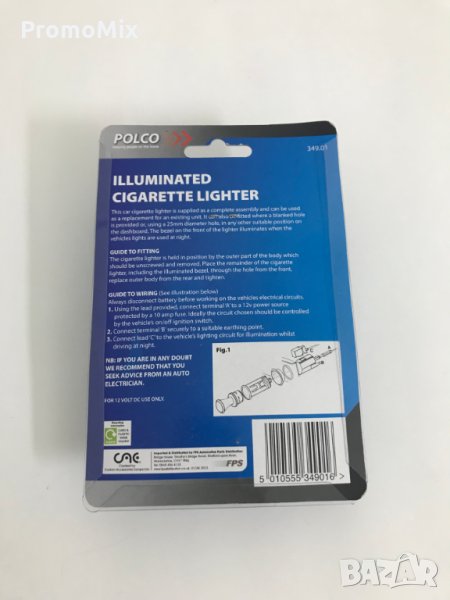 code: PromoMix
POLCO
349.01
ILLUMINATED
CIGARETTE LIGHTER
This car cigarette lighter is supplied as a complete assembly and can be used
as a replacement for an existing unit. It can also be fitted where a blanked hole
is provided or, using a 25mm diameter hole, in any other suitable position on
the dashboard. The bezel on the front of the lighter illuminates when the
vehicles lights are used at night.
GUIDE TO FITTING
The cigarette lighter is held in position by the outer part of the body which
should be unscrewed and removed. Place the remainder of the cigarette
lighter, including the illuminated bezel, through the hole from the front,
replace outer body from the rear and tighten.
GUIDE TO WIRING (See illustration below)
Always disconnect battery before working on the vehicles electrical circuits.
1. Using the lead provided, connect terminal 'A' to a 12v power source
protected by a 10 amp fuse. Ideally the circuit chosen should be controlled
by the vehicle's on/off ignition switch.
2. Connect terminal 'B' securely to a suitable earthing point.
3. Connect lead 'C' to the vehicle's lighting circuit for illumination whilst
driving at night.
NB: IF YOU ARE IN ANY DOUBT
WE RECOMMEND THAT YOU
SEEK ADVICE FROM AN AUTO
ELECTRICIAN.
FOR 12 VOLT DC USE ONLY.
Fig.1
Imported & Distributed by FPS Automotive Parts Distribution
FPS
5 010555 349016 >
BAZAR